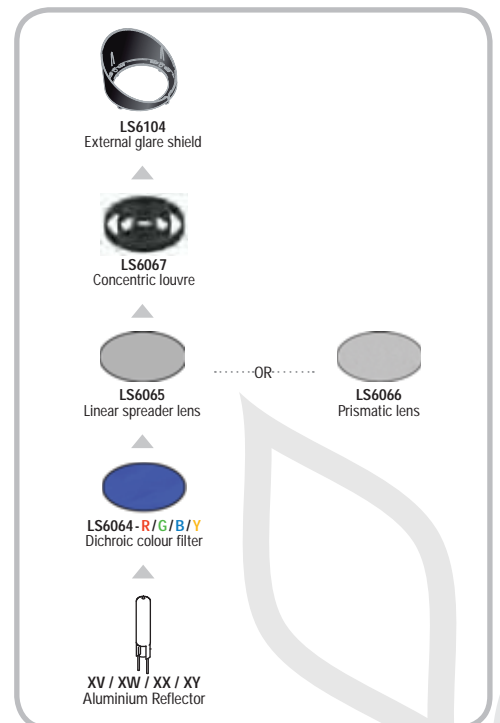 LS6104
External glare shield
LS6067
Concentric louvre
LS6065
Linear spreader lens
OR
LS6066
Prismatic lens
LS6064-R/G/B/Y
Dichroic colour filter
XV / XW / XX / XY
Aluminium Reflector